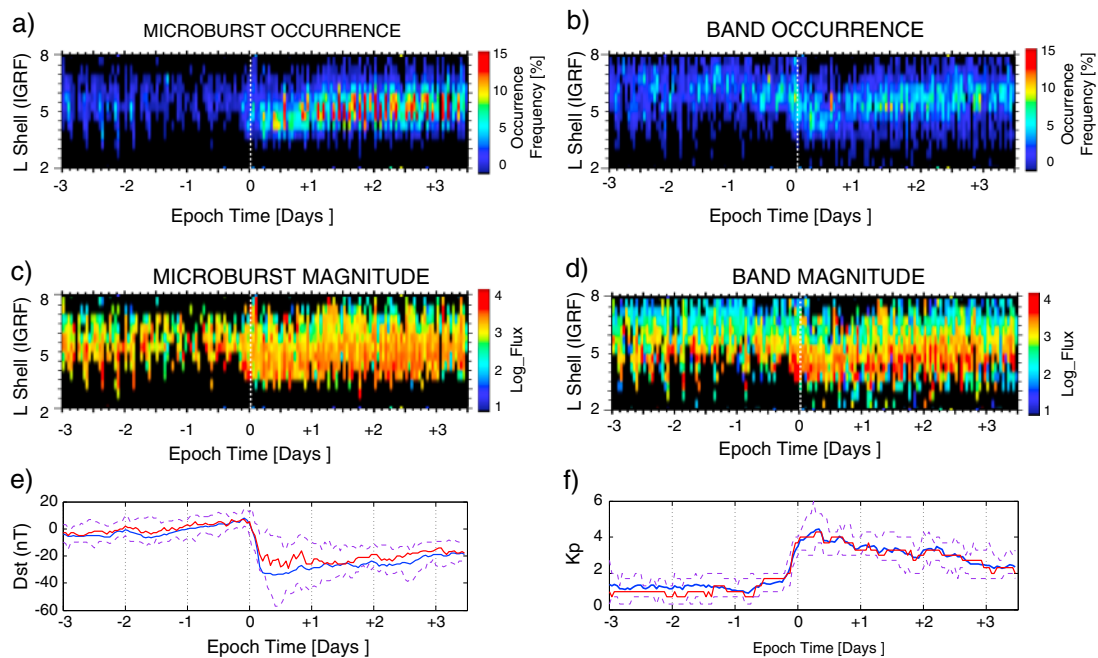 a)
MICROBURST OCCURRENCE
8
5
2
L Shell (IGRF)
-3 -2 -1 0 +1 +2 +3
Epoch Time [Days ]
15
10
5
0
Occurrence
Frequency [%]
b)
BAND OCCURRENCE
8
5
2
L Shell (IGRF)
-3 -2 -1 0 +1 +2 +3
Epoch Time [Days ]
15
10
5
0
Occurrence
Frequency [%]
c)
MICROBURST MAGNITUDE
8
5
2
L Shell (IGRF)
-3 -2 -1 0 +1 +2 +3
Epoch Time [Days ]
4
3
2
1
Log_Flux
d)
BAND MAGNITUDE
8
5
2
L Shell (IGRF)
-3 -2 -1 0 +1 +2 +3
Epoch Time [Days ]
4
3
2
1
Log_Flux
e)
20
0
-20
-40
-60
Dst (nT)
-3 -2 -1 0 +1 +2 +3
Epoch Time [Days ]
f)
6
4
2
0
Kp
-3 -2 -1 0 +1 +2 +3
Epoch Time [Days ]